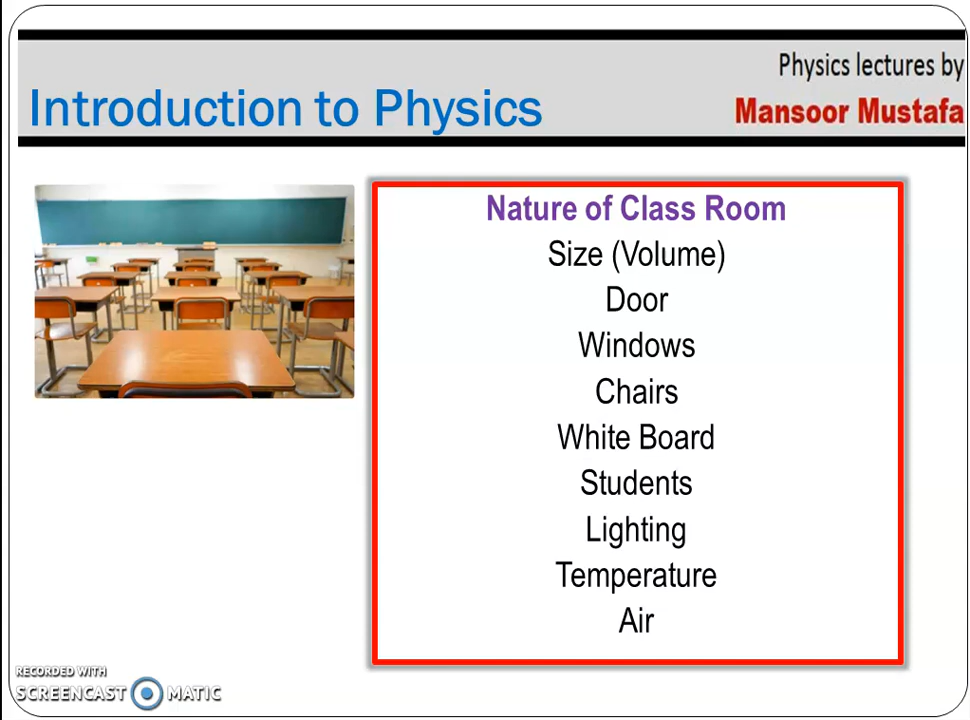 Physics lectures by
Introduction to Physics
Mansoor Mustafa
Nature of Class Room
Size (Volume)
Door
Windows
Chairs
White Board
Students
Lighting
Temperature
Air
RECORDED WITH
SCREENCAST MATIC